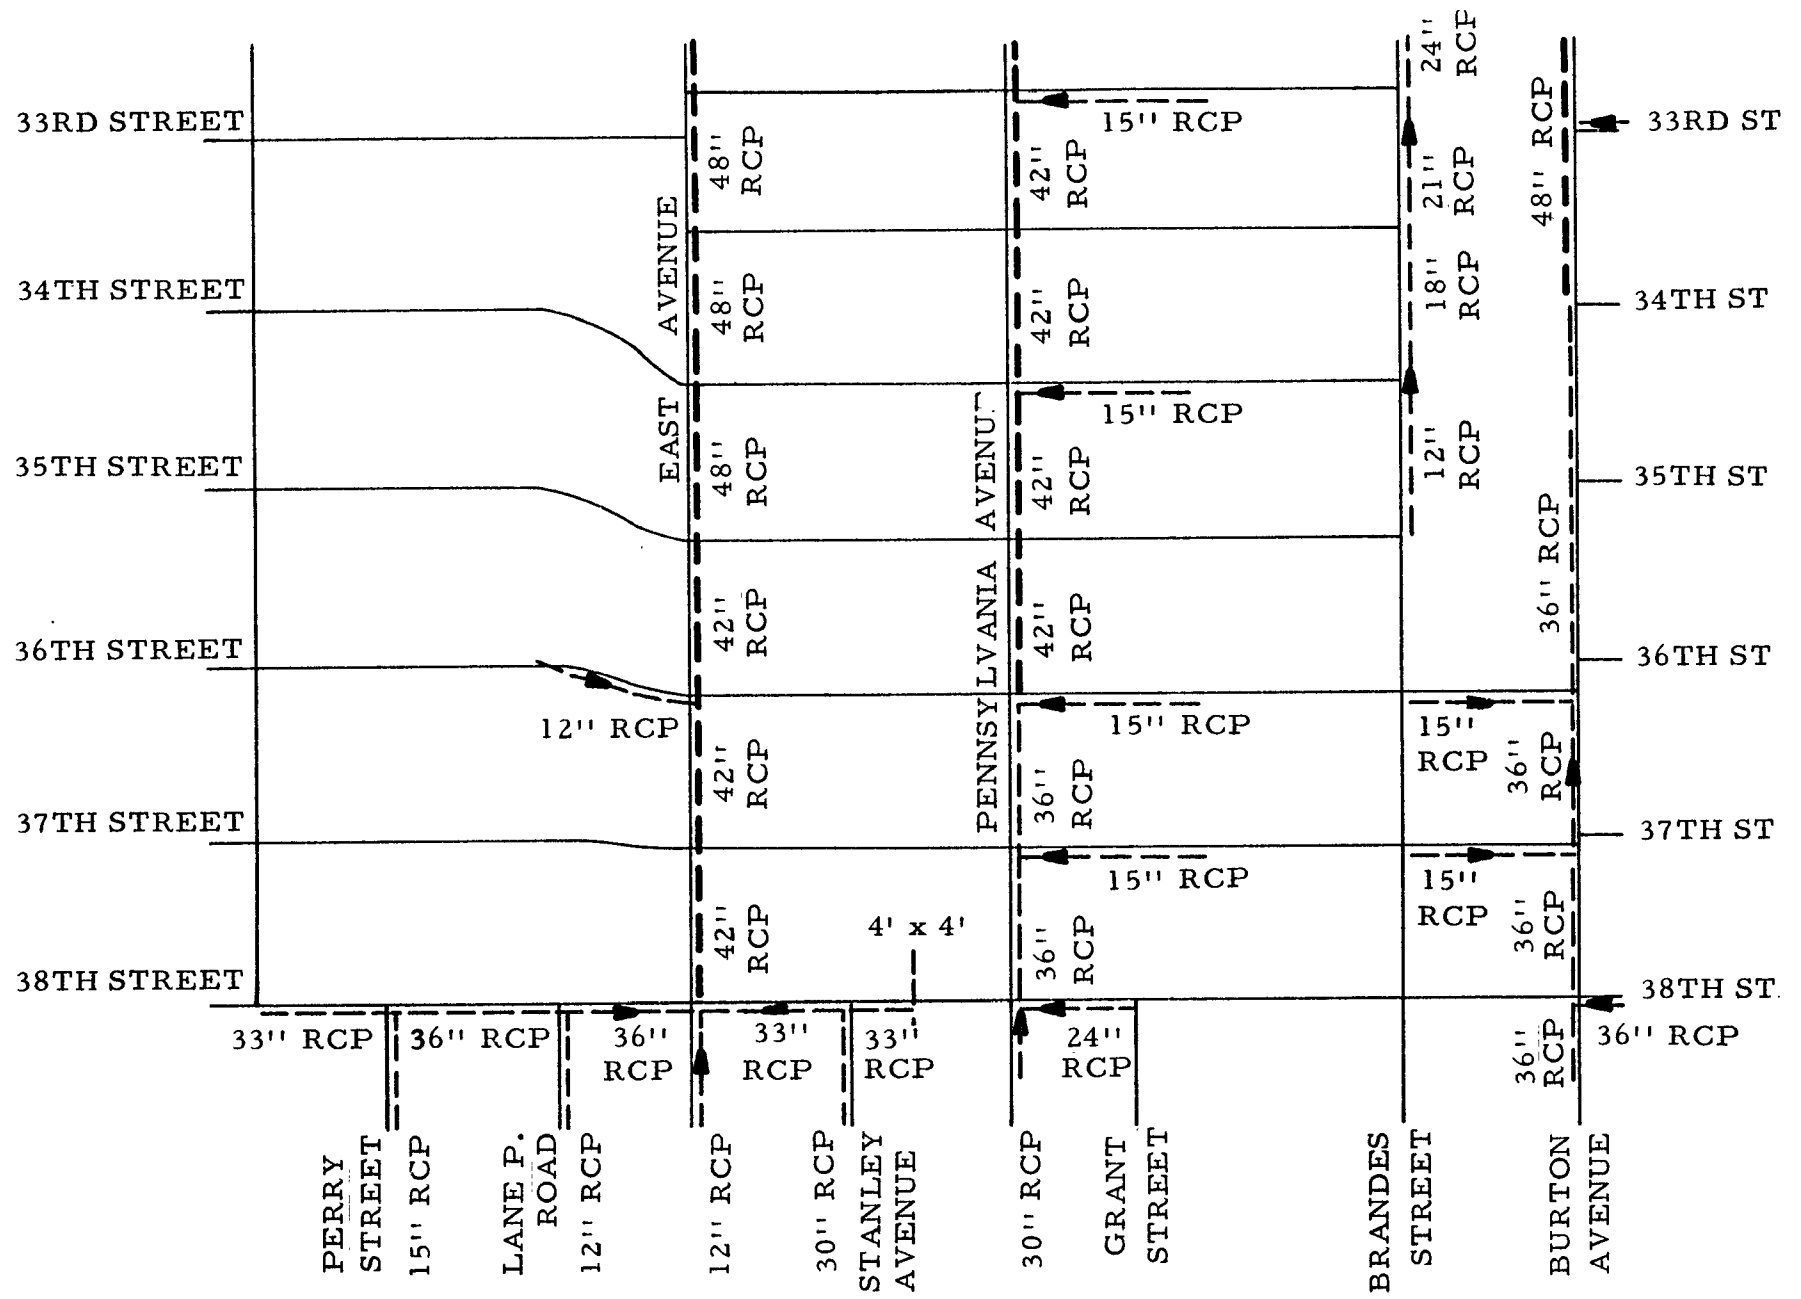 24"
RCP
33RD STREET
15" RCP
48" RCP
33RD ST
48"
RCP
42"
RCP
21"
RCP
EAST AVENUE
34TH STREET
48"
RCP
42"
RCP
18"
RCP
34TH ST
15" RCP
35TH STREET
48"
RCP
PENNSYLVANIA AVENU
42"
RCP
12"
RCP
35TH ST
36" RCP
36TH STREET
42"
RCP
42"
RCP
36TH ST
12" RCP
15" RCP
15"
RCP
42"
RCP
36"
RCP
36"
RCP
37TH STREET
37TH ST
15" RCP
15"
RCP
42"
RCP
4' x 4'
36"
RCP
36"
RCP
38TH STREET
38TH ST.
33" RCP
36" RCP
36"
RCP
33"
RCP
33"
RCP
24"
RCP
36"
RCP
36" RCP
PERRY
STREET
15" RCP
LANE P.
ROAD
12" RCP
12" RCP
30" RCP
STANLEY
AVENUE
30" RCP
GRANT
STREET
BRANDES
STREET
BURTON
AVENUE